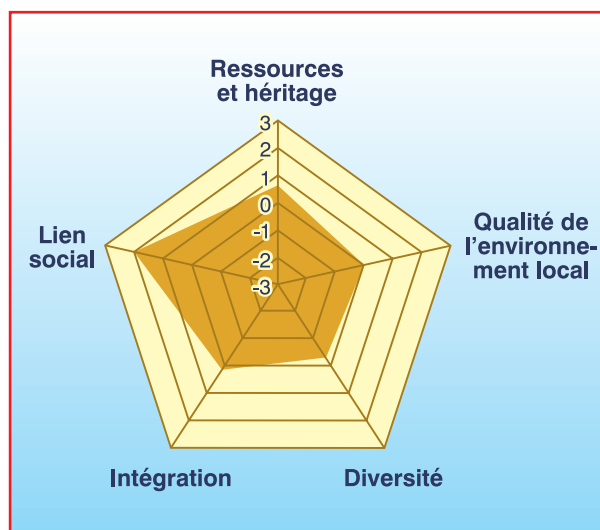 Ressources
et héritage
3
2
1
0
-1
-2
-3
Lien
social
Qualité de
l'environne-
ment local
Intégration
Diversité